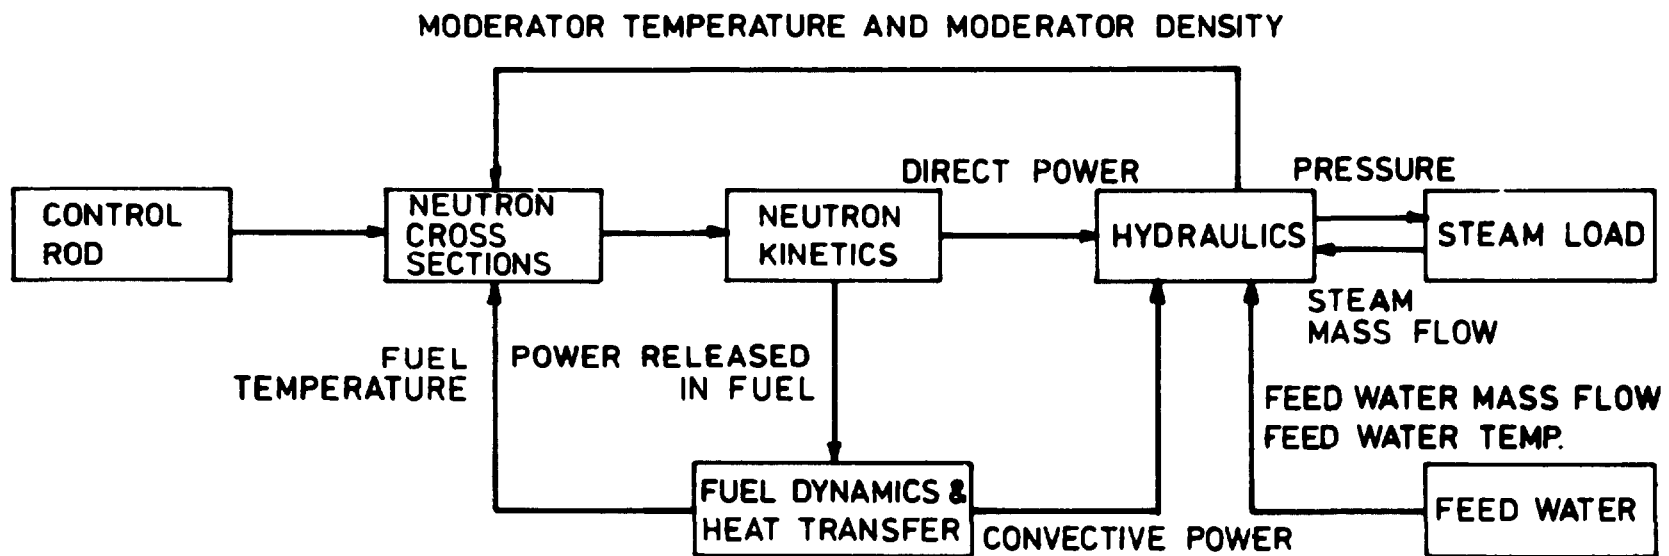 MODERATOR TEMPERATURE AND MODERATOR DENSITY
DIRECT POWER
PRESSURE
CONTROL
ROD
NEUTRON
CROSS
SECTIONS
NEUTRON
KINETICS
HYDRAULICS
STEAM LOAD
STEAM
MASS FLOW
FUEL
TEMPERATURE
POWER RELEASED
IN FUEL
FEED WATER MASS FLOW
FEED WATER TEMP.
FUEL DYNAMICS &
HEAT TRANSFER
CONVECTIVE POWER
FEED WATER